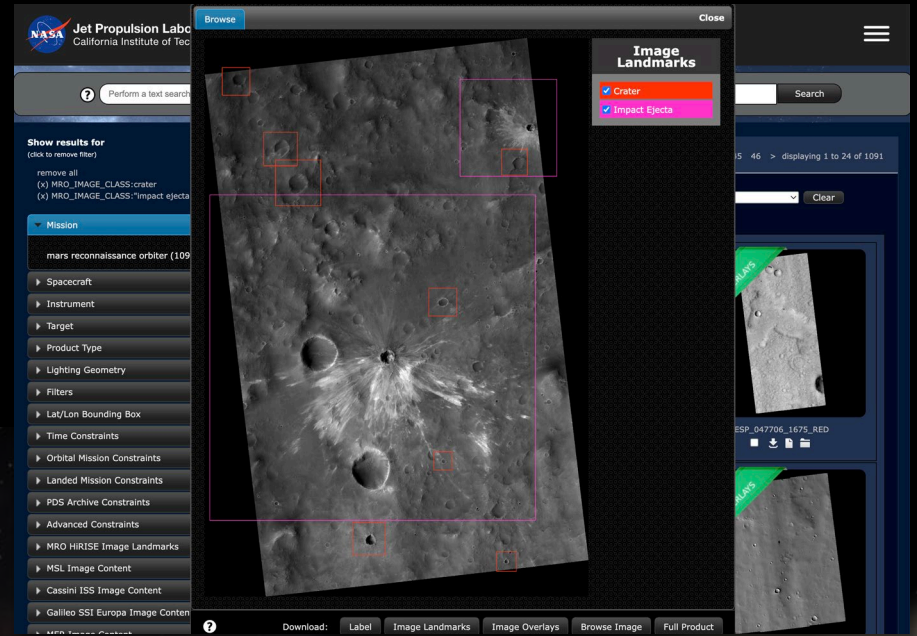 NASA
Jet Propulsion Labo
California Institute of Tec
Browse
Close
Image
Landmarks
Crater
Impact Ejecta
?
Perform a text search
Search
Show results for
(click to remove filter)
remove all
(x) MRO_IMAGE_CLASS:crater
(x) MRO_IMAGE_CLASS:"impact ejecta
Mission
mars reconnaissance orbiter (109
Spacecraft
Instrument
Target
Product Type
Lighting Geometry
Filters
Lat/Lon Bounding Box
Time Constraints
Orbital Mission Constraints
Landed Mission Constraints
PDS Archive Constraints
Advanced Constraints
MRO HiRISE Image Landmarks
MSL Image Content
Cassini ISS Image Content
Galileo SSI Europa Image Conten
MER Image Content
46 > displaying 1 to 24 of 1091
Clear
RLAYS
ESP_047706_1675_RED
RLAYS
?
Download:
Label
Image Landmarks
Image Overlays
Browse Image
Full Product